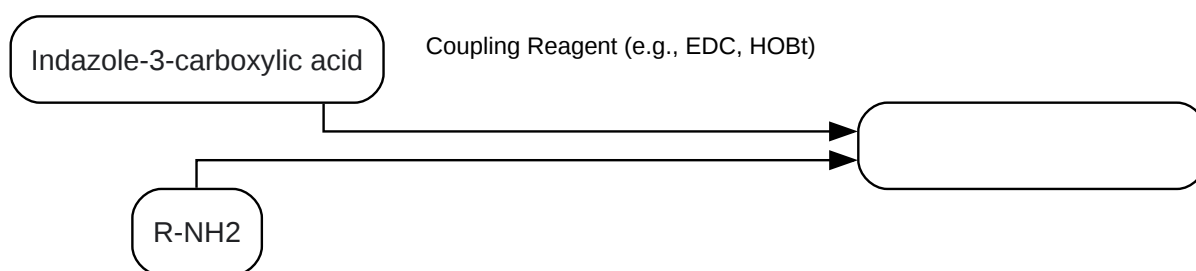 Indazole-3-carboxylic acid
Coupling Reagent (e.g., EDC, HOBt)
R-NH2